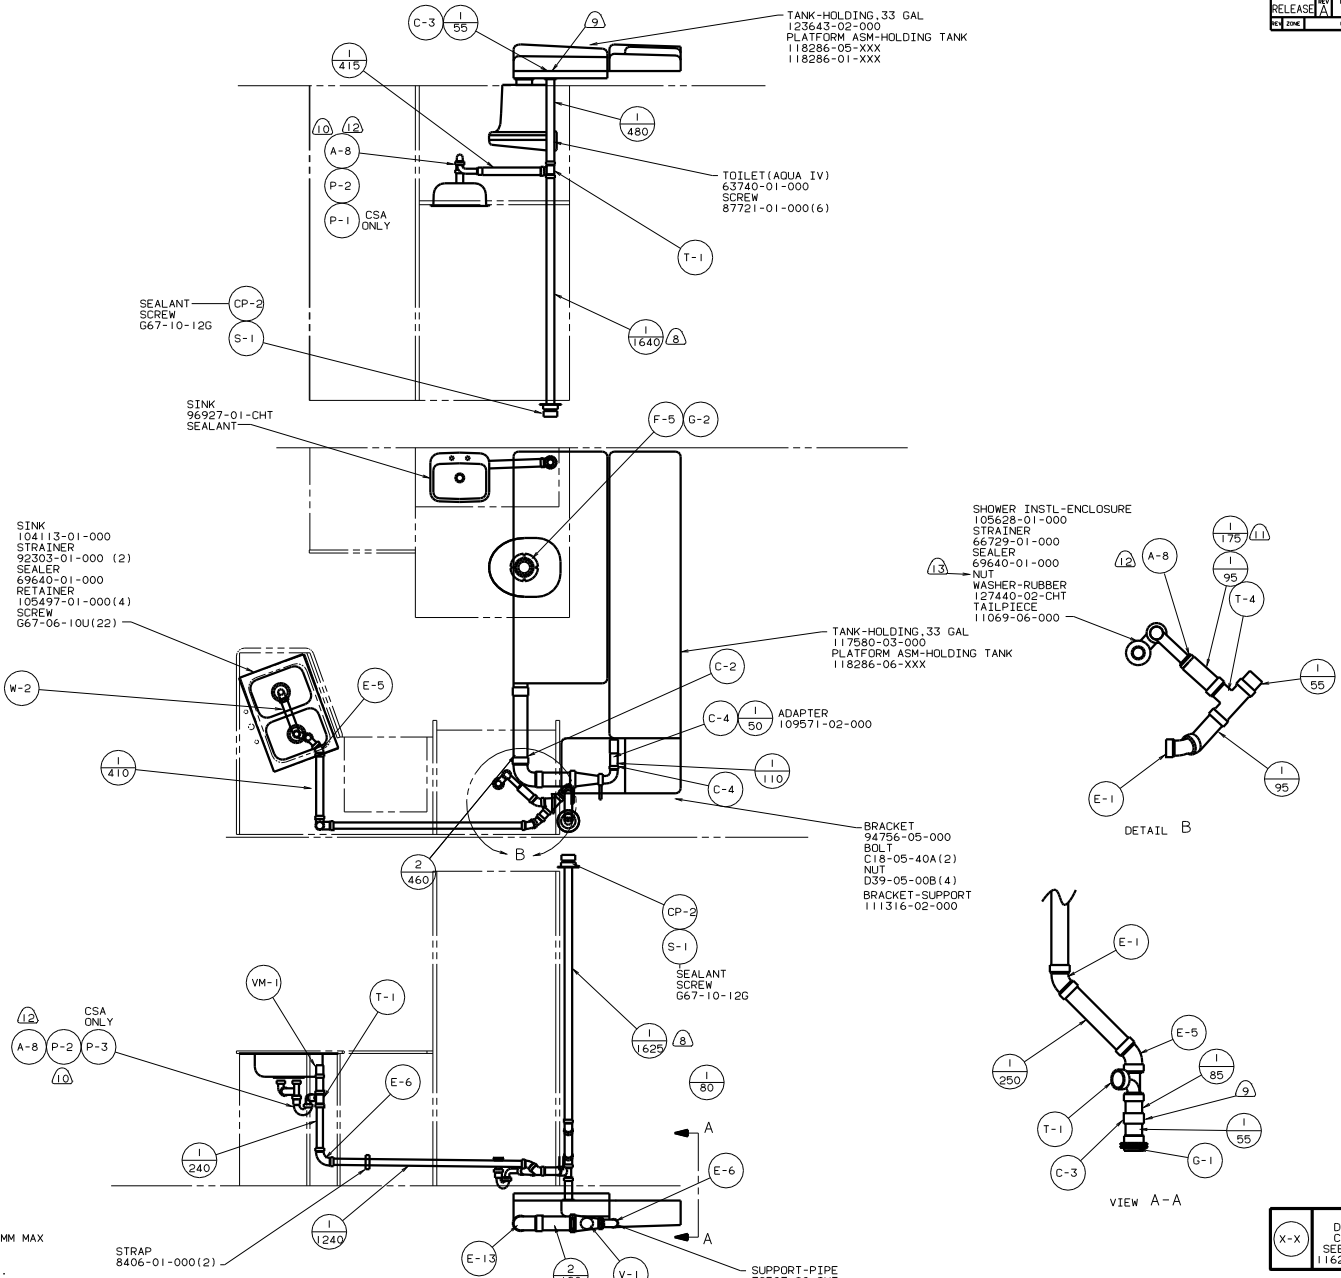 RELEASE
REV
A
REV ZONE
C-3
1
55
9
TANK-HOLDING,33 GAL
123643-02-000
PLATFORM ASM-HOLDING TANK
118286-05-XXX
118286-01-XXX
1
415
1
480
10
12
A-8
P-2
P-1
CSA
ONLY
TOILET(AQUA IV)
63740-01-000
SCREW
87721-01-000(6)
T-1
SEALANT
SCREW
G67-10-12G
CP-2
S-1
1
1640
8
SINK
96927-01-CHT
SEALANT
F-5
G-2
SINK
104113-01-000
STRAINER
92303-01-000 (2)
SEALER
69640-01-000
RETAINER
105497-01-000(4)
SCREW
G67-06-10U(22)
SHOWER INSTL-ENCLOSURE
105628-01-000
STRAINER
66729-01-000
SEALER
69640-01-000
NUT
WASHER-RUBBER
127440-02-CHT
TAILPIECE
11069-06-000
13
12
A-8
1
175
11
1
95
T-4
1
55
E-1
1
95
DETAIL B
TANK-HOLDING,33 GAL
117580-03-000
PLATFORM ASM-HOLDING TANK
118286-06-XXX
W-2
E-5
C-2
C-4
1
50
ADAPTER
109571-02-000
1
410
1
110
C-4
B
2
460
BRACKET
94756-05-000
BOLT
C18-05-40A(2)
NUT
D39-05-00B(4)
BRACKET-SUPPORT
111316-02-000
CP-2
S-1
SEALANT
SCREW
G67-10-12G
VM-1
T-1
12
CSA
ONLY
A-8
P-2
P-3
10
E-6
1
1625
8
1
80
1
240
A
E-6
A
1
1240
STRAP
8406-01-000(2)
E-13
2
V-1
SUPPORT-PIPE
E-1
E-5
1
250
1
85
9
T-1
1
55
C-3
G-1
VIEW A-A
MM MAX
X-X